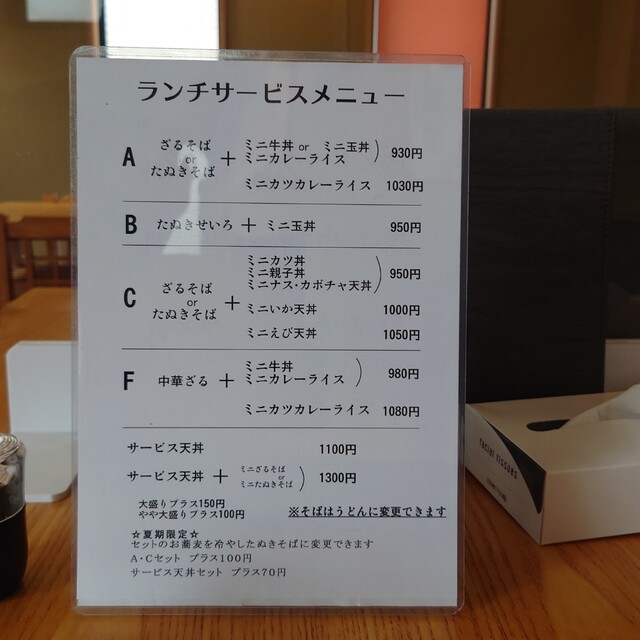 ランチサービスメニュー
A ざるそば or たぬきそば + ミニ牛丼 or ミニ玉丼 ミニカレーライス ) 930円
ミニカツカレーライス 1030円
B たぬきせいろ + ミニ玉丼 950円
C ざるそば or たぬきそば + ミニカツ丼 ミニ親子丼 ミニナス・カボチャ天丼 ) 950円
ミニいか天丼 1000円
ミニえび天丼 1050円
F 中華ざる + ミニ牛丼 ミニカレーライス ) 980円
ミニカツカレーライス 1080円
サービス天丼 1100円
サービス天丼 + ミニざるそば or ミニたぬきそば ) 1300円
大盛りプラス150円
やや大盛りプラス100円
※そばはうどんに変更できます
☆夏期限定☆
セットのお蕎麦を冷やしたぬきそばに変更できます
A・Cセット プラス100円
サービス天丼セット プラス70円
FACIAL TISSUES